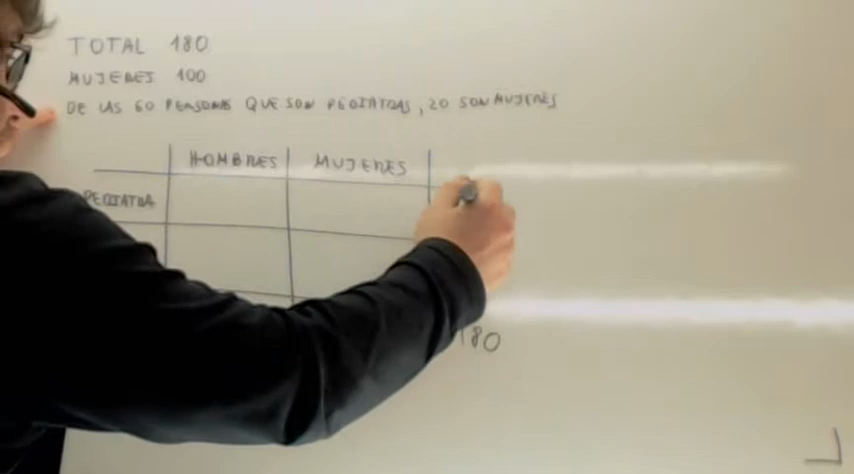 TOTAL 180
MUJERES 100
DE LAS 60 PERSONAS QUE SON PEDIATRAS, 20 SON MUJERES
HOMBRES MUJERES
PEDIATRA
180